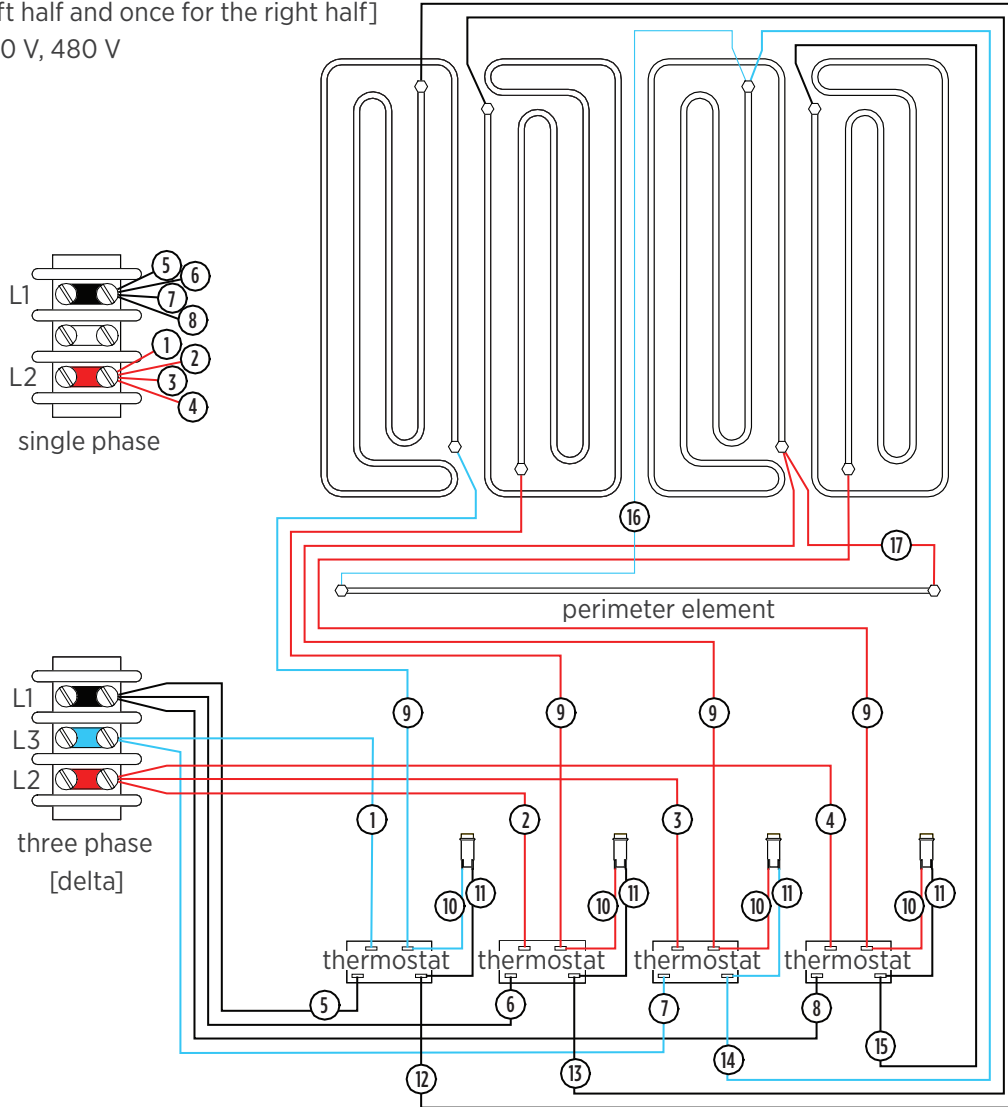 ft half and once for the right half]
0 V, 480 V
L1
L2
5
6
7
8
1
2
3
4
single phase
16
17
perimeter element
L1
L3
L2
three phase
[delta]
9
9
9
9
1
2
3
4
10
11
10
11
10
11
10
11
thermostat
thermostat
thermostat
thermostat
5
6
7
8
12
13
14
15